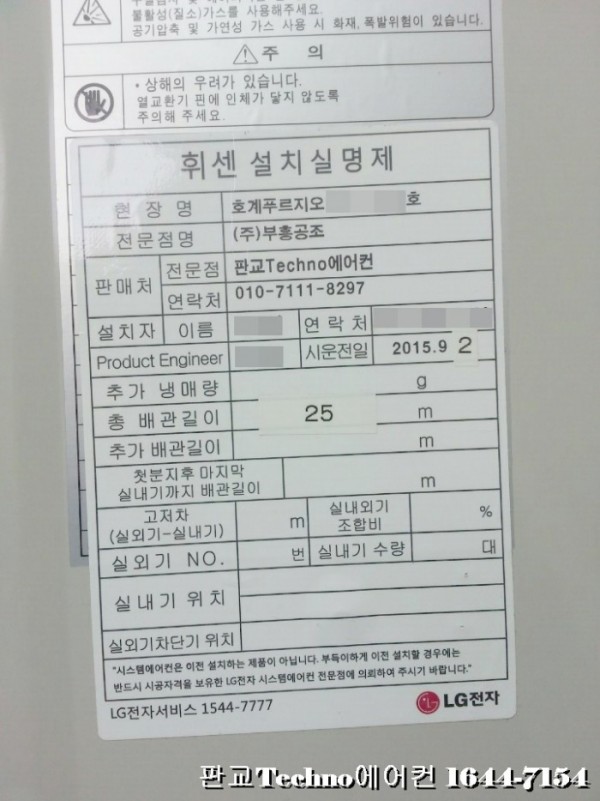 불활성(질소)가스를 사용해주세요.
공기압축 및 가연성 가스 사용 시 화재, 폭발위험이 있습니다.
주 의
• 상해의 우려가 있습니다.
열교환기 핀에 인체가 닿지 않도록
주의해 주세요.
휘센 설치실명제
현 장 명 호계푸르지오 호
전문점명 (주)부흥공조
판매처 전문점 판교Techno에어컨
연락처 010-7111-8297
설치자 이름 연 락 처
Product Engineer 시운전일 2015.9 2
추가 냉매량 g
총 배관길이 25 m
추가 배관길이 m
첫분지후 마지막
실내기까지 배관길이 m
고저차
(실외기-실내기) m
실내외기
조합비 %
실외기 NO. 번 실내기 수량 대
실내기 위치
실외기차단기 위치
"시스템에어컨은 이전 설치하는 제품이 아닙니다. 부득이하게 이전 설치할 경우에는
반드시 시공자격을 보유한 LG전자 시스템에어컨 전문점에 의뢰하여 주시기 바랍니다."
LG전자서비스 1544-7777
LG전자
판교Techno에어컨 1644-7154